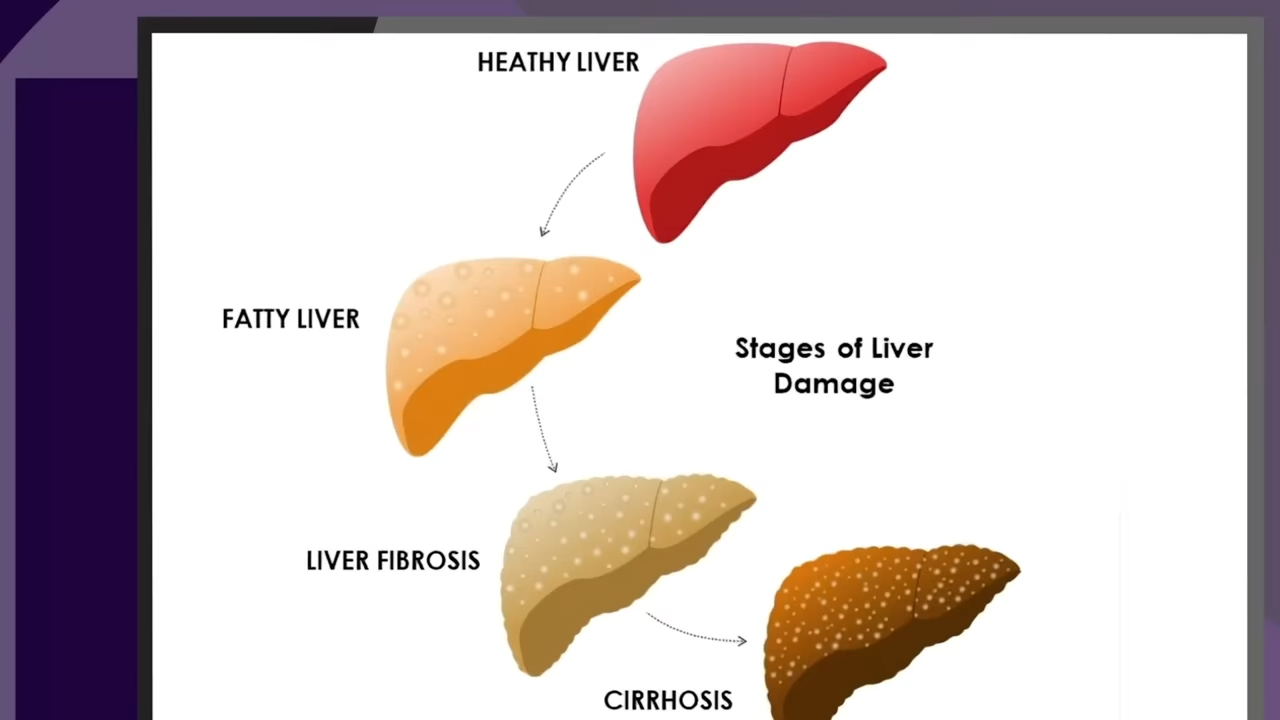 HEATHY LIVER
FATTY LIVER
Stages of Liver
Damage
LIVER FIBROSIS
CIRRHOSIS